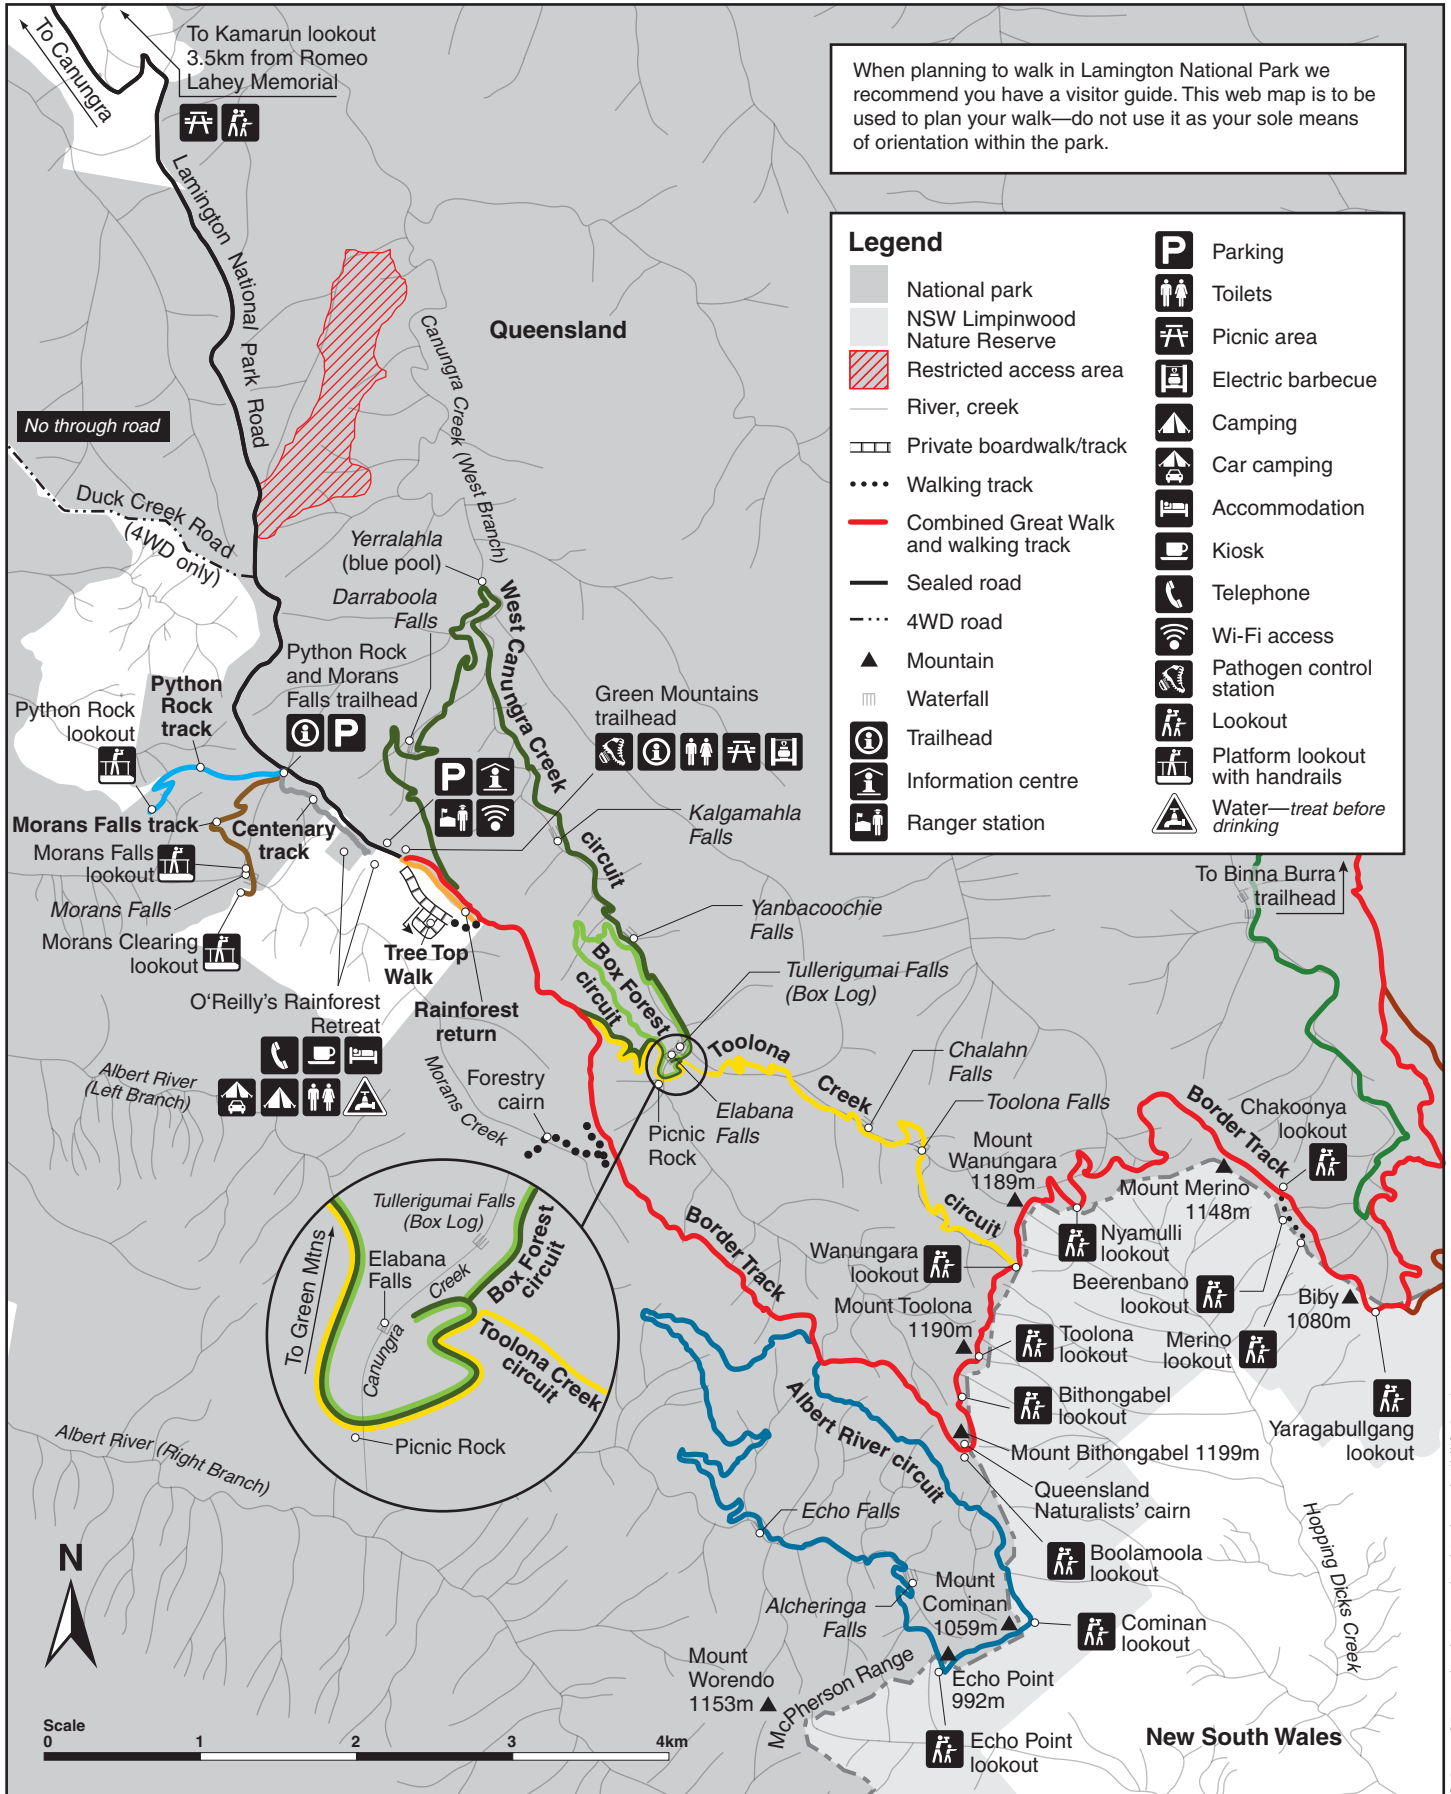 To Canungra
To Kamarun lookout
3.5km from Romeo
Lahey Memorial
When planning to walk in Lamington National Park we
recommend you have a visitor guide. This web map is to be
used to plan your walk—do not use it as your sole means
of orientation within the park.
Lamington National Park Road
Queensland
Canungra Creek (West Branch)
No through road
Duck Creek Road
(4WD only)
Legend
National park
NSW Limpinwood
Nature Reserve
Restricted access area
River, creek
Private boardwalk/track
Walking track
Combined Great Walk
and walking track
Sealed road
4WD road
Mountain
Waterfall
Trailhead
Information centre
Ranger station
P
Parking
Toilets
Picnic area
Electric barbecue
Camping
Car camping
Accommodation
Kiosk
Telephone
Wi-Fi access
Pathogen control
station
Lookout
Platform lookout
with handrails
Water—treat before
drinking
Yerralahla
(blue pool)
Darraboola
Falls
West Canungra Creek
circuit
Python Rock
and Morans
Falls trailhead
P
Green Mountains
trailhead
Python
Rock
track
Python Rock
lookout
P
Kalgamahla
Falls
Morans Falls track
Centenary
track
Morans Falls
lookout
Morans Falls
Morans Clearing
lookout
Tree Top
Walk
Rainforest
return
O'Reilly's Rainforest
Retreat
Yanbacoochie
Falls
Box Forest
circuit
Tullerigumai Falls
(Box Log)
To Binna Burra
trailhead
Toolona
Creek
circuit
Chalahn
Falls
Toolona Falls
Elabana
Falls
Picnic
Rock
Albert River
(Left Branch)
Morans Creek
Forestry
cairn
Mount
Wanungara
1189m
Border Track
Chakoonya
lookout
Mount Merino
1148m
Nyamulli
lookout
Wanungara
lookout
Beerenbano
lookout
Biby
1080m
Merino
lookout
Yaragabullgang
lookout
Mount Toolona
1190m
Toolona
lookout
Bithongabel
lookout
Mount Bithongabel 1199m
Queensland
Naturalists' cairn
Boolamoola
lookout
Border Track
Albert River circuit
Tullerigumai Falls
(Box Log)
Box Forest
circuit
Elabana
Falls
To Green Mtns
Canungra
Creek
Toolona Creek
circuit
Picnic Rock
Albert River (Right Branch)
Echo Falls
Alcheringa
Falls
Mount
Cominan
1059m
Cominan
lookout
Hopping Dicks Creek
Mount
Worendo
1153m
McPherson Range
Echo Point
992m
Echo Point
lookout
New South Wales
N
Scale
0 1 2 3 4km